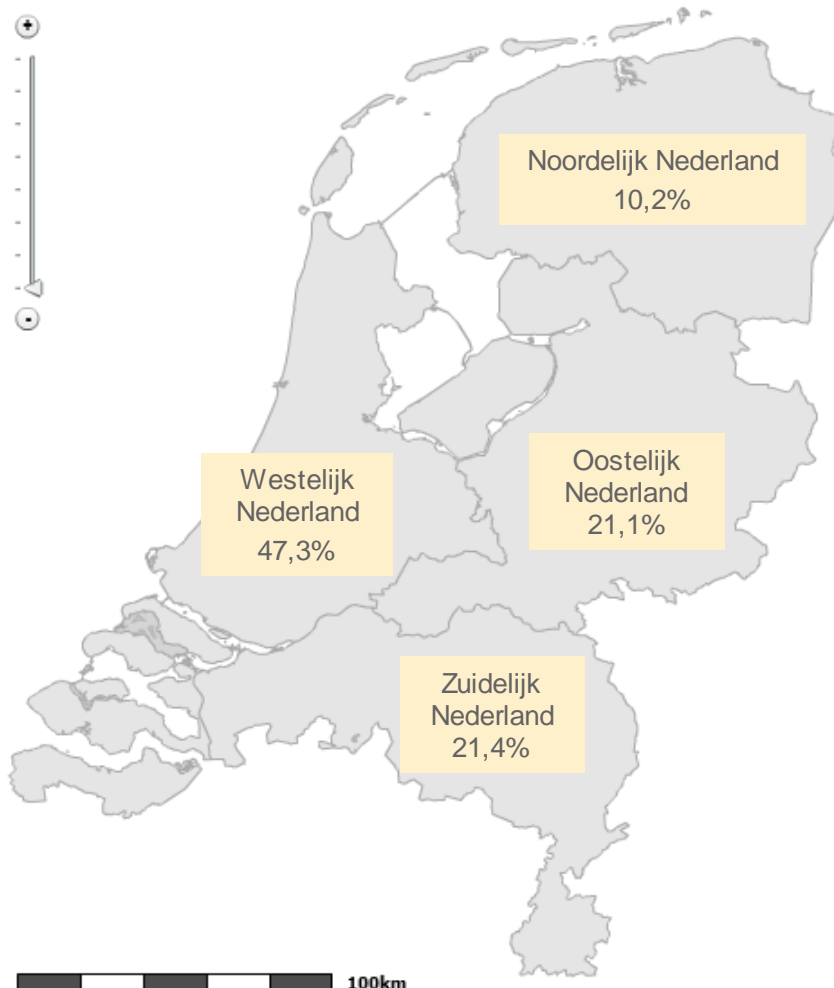 +
-
Noordelijk Nederland
10,2%
Westelijk
Nederland
47,3%
Oostelijk
Nederland
21,1%
Zuidelijk
Nederland
21,4%
100km